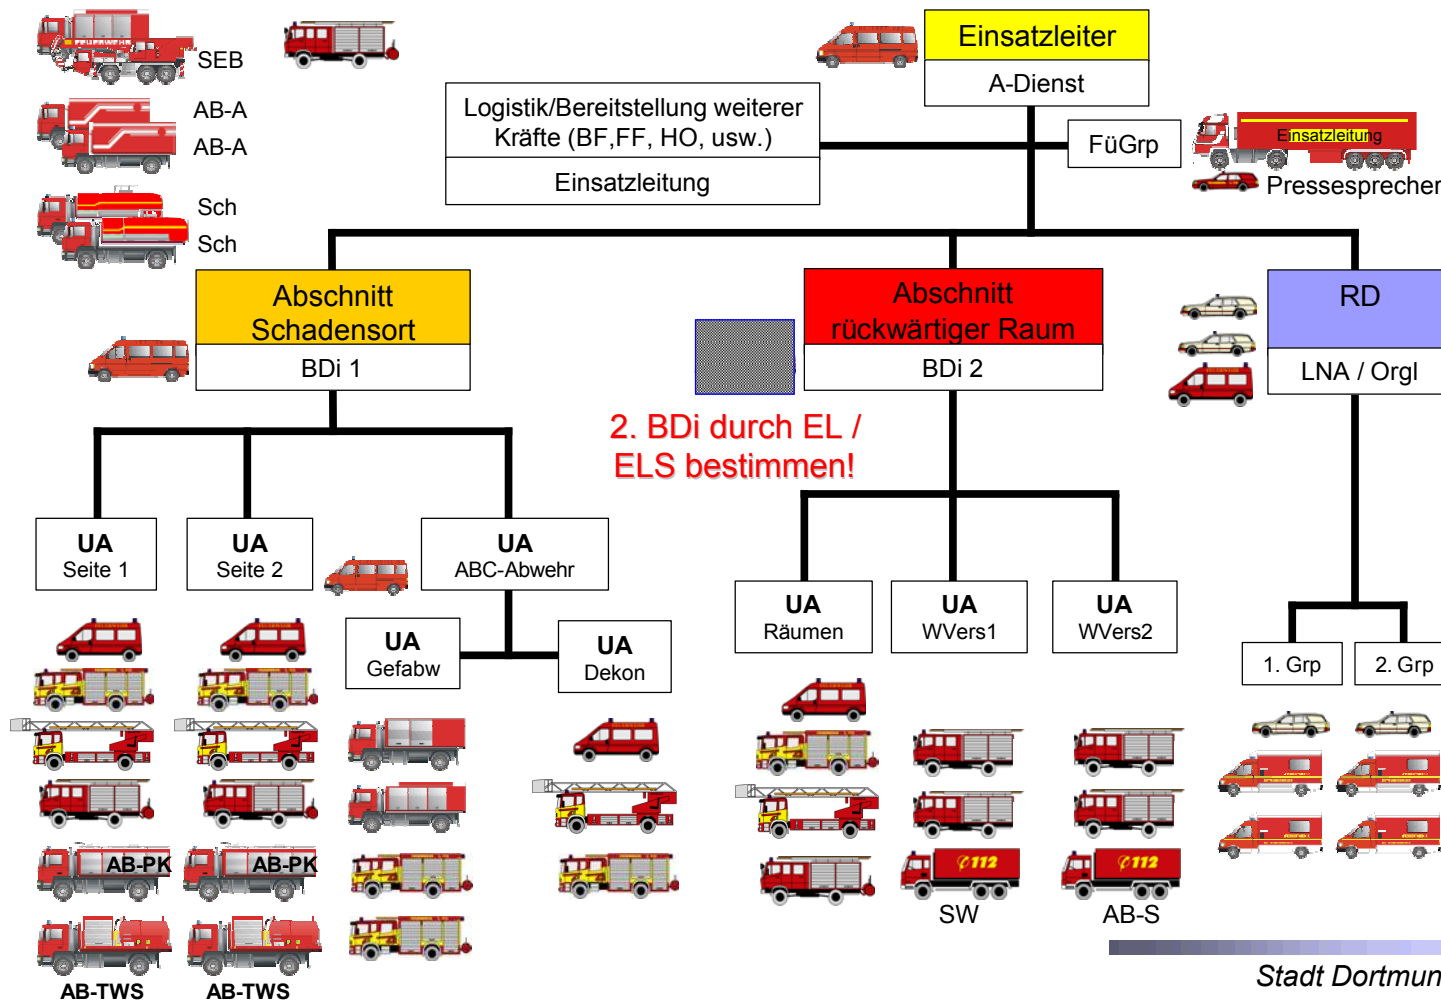 SEB
AB-A
AB-A
Sch
Sch
Einsatzleiter
A-Dienst
Logistik/Bereitstellung weiterer
Kräfte (BF,FF, HO, usw.)
Einsatzleitung
FüGrp
Einsatzleitung
Pressesprecher
Abschnitt
Schadensort
BDi 1
Abschnitt
rückwärtiger Raum
BDi 2
RD
LNA / Orgl
2. BDi durch EL /
ELS bestimmen!
UA
Seite 1
UA
Seite 2
UA
ABC-Abwehr
UA
Gefabw
UA
Dekon
UA
Räumen
UA
WVers1
UA
WVers2
1. Grp
2. Grp
AB-PK
AB-PK
AB-TWS
AB-TWS
112
SW
112
AB-S
Stadt Dortmun